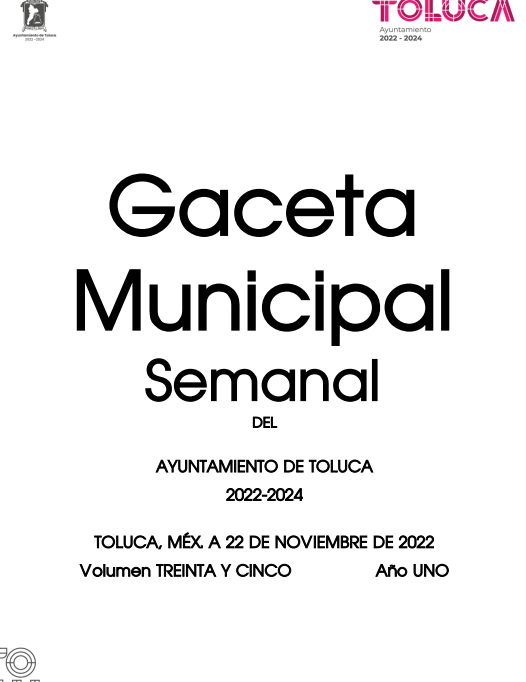 Ayuntamiento de Toluca
2022 - 2024
TOLUCA
Ayuntamiento
2022 - 2024
Gaceta
Municipal
Semanal
DEL
AYUNTAMIENTO DE TOLUCA
2022-2024
TOLUCA, MÉX. A 22 DE NOVIEMBRE DE 2022
Volumen TREINTA Y CINCO Año UNO